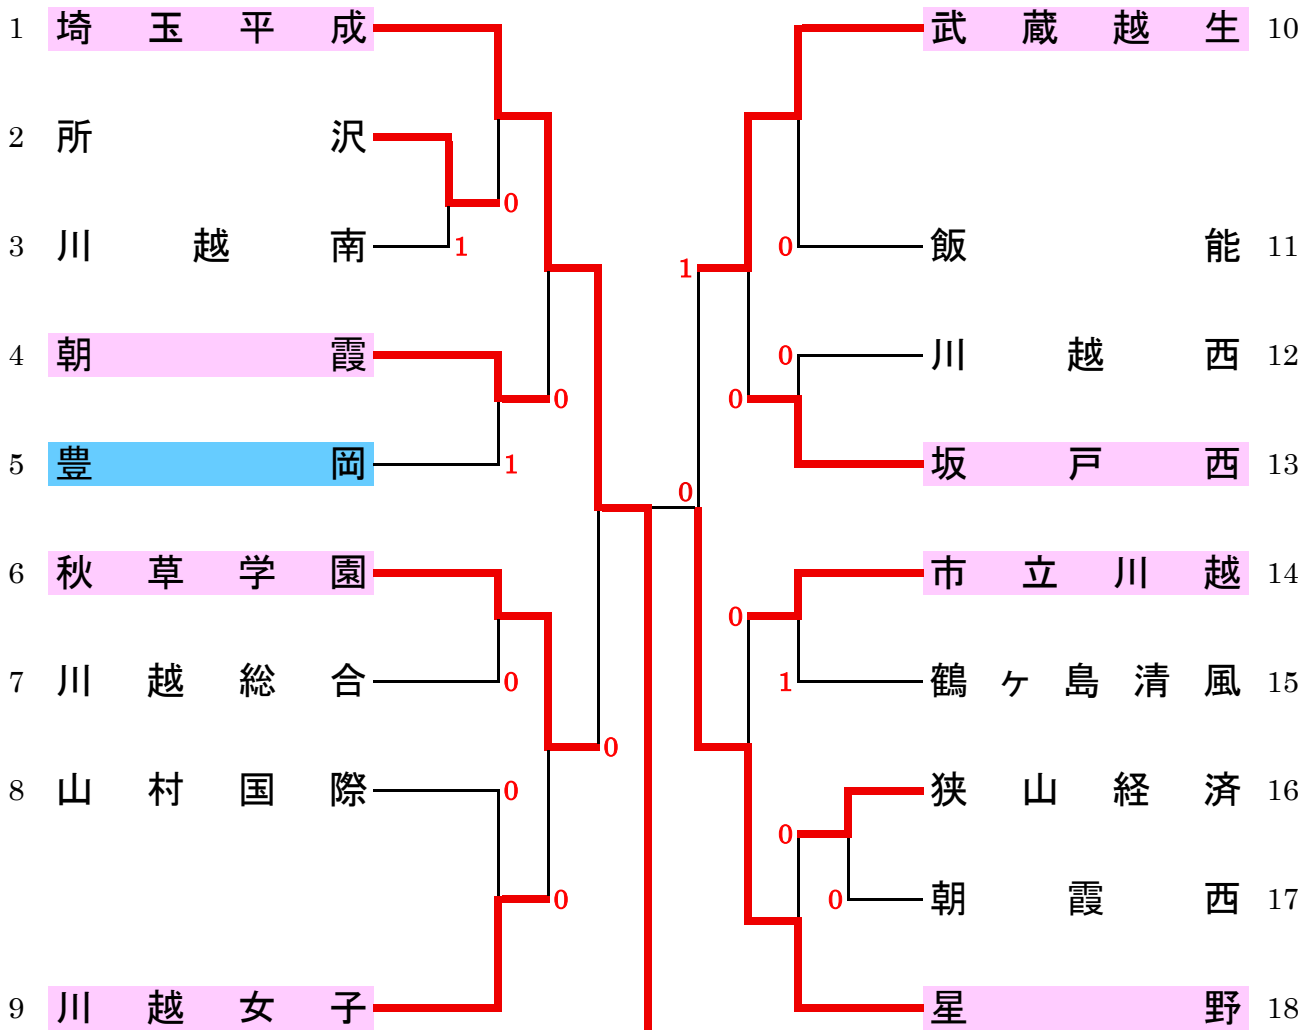 1 埼玉平成
2 所沢
3 川越南
4 朝霞
5 豊岡
6 秋草学園
7 川越総合
8 山村国際
9 川越女子
0
1
0
1
0
0
0
0
1
0
0
0
0
0
1
0
0
武蔵越生 10
飯能 11
川越西 12
坂戸西 13
市立川越 14
鶴ヶ島清風 15
狭山経済 16
朝霞西 17
星野 18